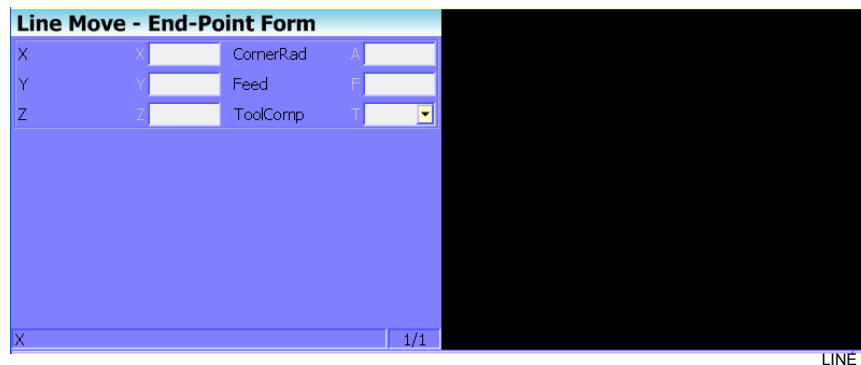 Line Move - End-Point Form
X X CornerRad A
Y Y Feed F
Z Z ToolComp T
X 1/1
LINE